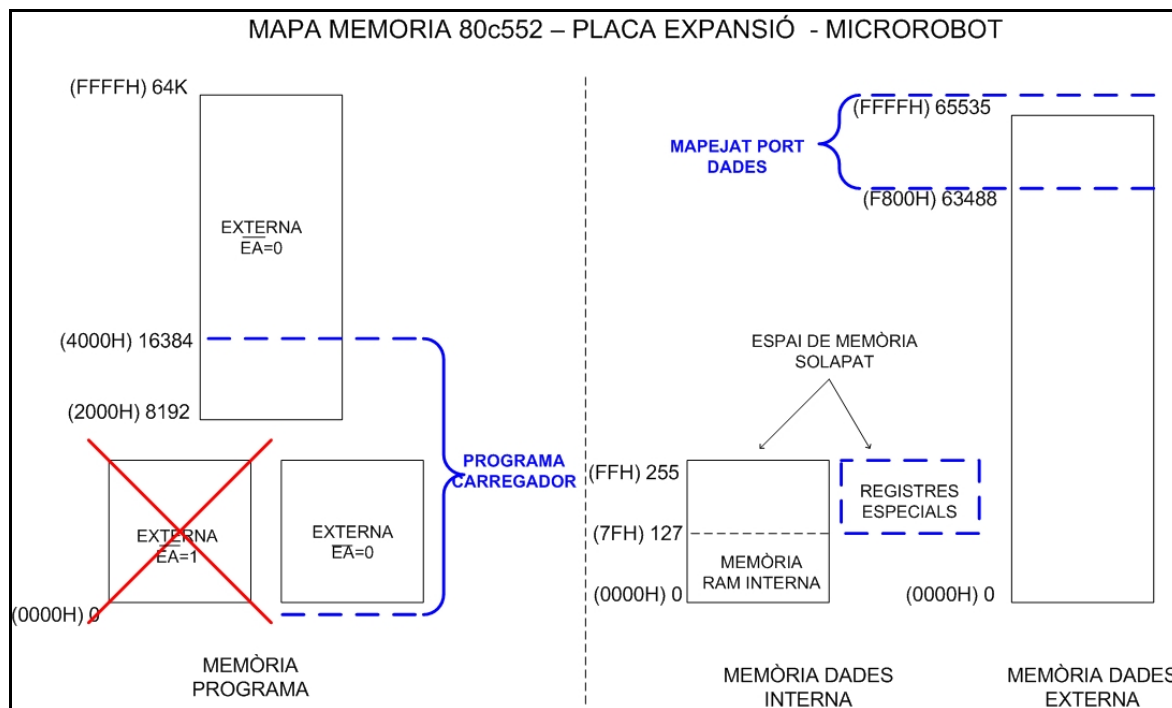 MAPA MEMORIA 80c552 – PLACA EXPANSIÓ - MICROROBOT
(FFFFH) 64K
EXTERNA
EA=0
(4000H) 16384
(2000H) 8192
EXTERNA
EA=1
EXTERNA
EA=0
(0000H) 0
PROGRAMA
CARREGADOR
MEMÒRIA
PROGRAMA
(FFFFH) 65535
MAPEJAT PORT
DADES
(F800H) 63488
ESPAI DE MEMÒRIA
SOLAPAT
(FFH) 255
REGISTRES
ESPECIALS
(7FH) 127
MEMÒRIA
RAM INTERNA
(0000H) 0
(0000H) 0
MEMÒRIA DADES
INTERNA
MEMÒRIA DADES
EXTERNA